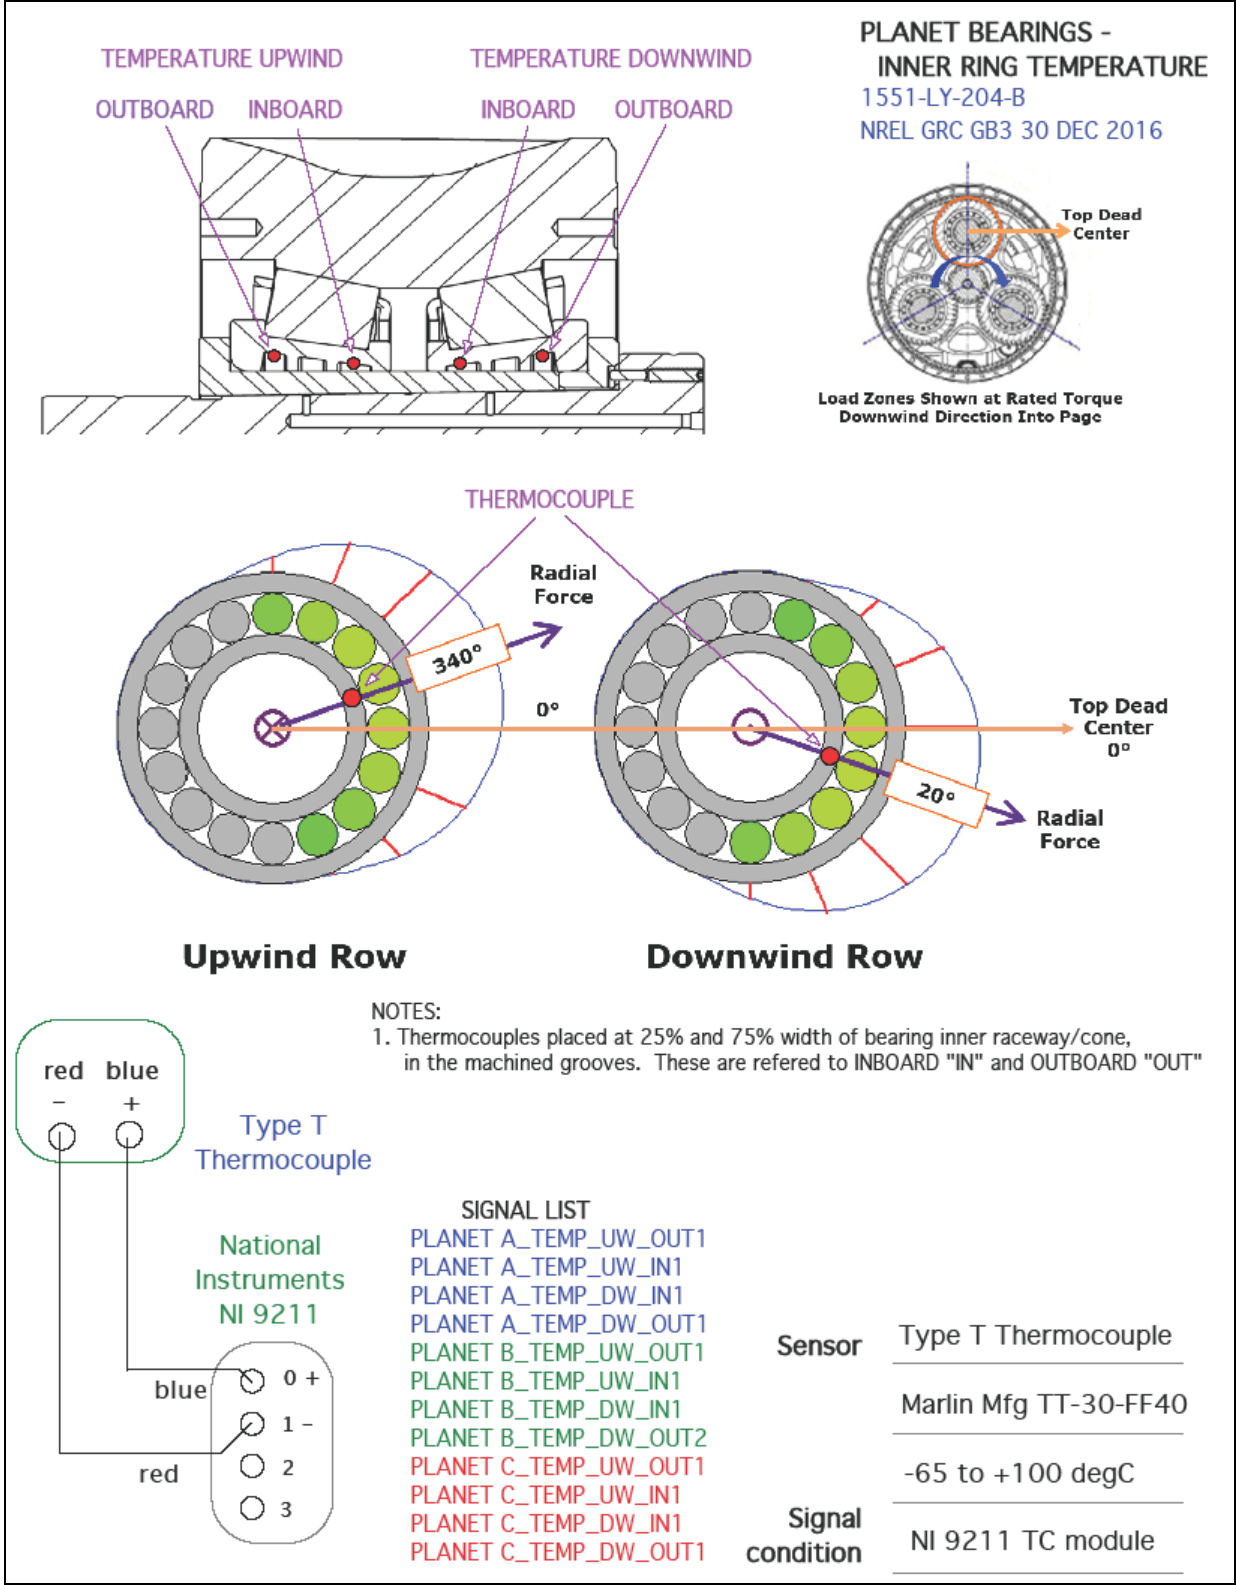 PLANET BEARINGS -
INNER RING TEMPERATURE
1551-LY-204-B
NREL GRC GB3 30 DEC 2016
TEMPERATURE UPWIND
TEMPERATURE DOWNWIND
OUTBOARD
INBOARD
INBOARD
OUTBOARD
Top Dead
Center
Load Zones Shown at Rated Torque
Downwind Direction Into Page
THERMOCOUPLE
Radial
Force
340°
0°
Top Dead
Center
0°
20°
Radial
Force
Upwind Row
Downwind Row
NOTES:
1. Thermocouples placed at 25% and 75% width of bearing inner raceway/cone,
in the machined grooves. These are refered to INBOARD "IN" and OUTBOARD "OUT"
red blue
- +
Type T
Thermocouple
National
Instruments
NI 9211
blue
red
0 +
1 -
2
3
SIGNAL LIST
PLANET A_TEMP_UW_OUT1
PLANET A_TEMP_UW_IN1
PLANET A_TEMP_DW_IN1
PLANET A_TEMP_DW_OUT1
PLANET B_TEMP_UW_OUT1
PLANET B_TEMP_UW_IN1
PLANET B_TEMP_DW_IN1
PLANET B_TEMP_DW_OUT2
PLANET C_TEMP_UW_OUT1
PLANET C_TEMP_UW_IN1
PLANET C_TEMP_DW_IN1
PLANET C_TEMP_DW_OUT1
Sensor
Type T Thermocouple
Marlin Mfg TT-30-FF40
-65 to +100 degC
Signal
condition
NI 9211 TC module